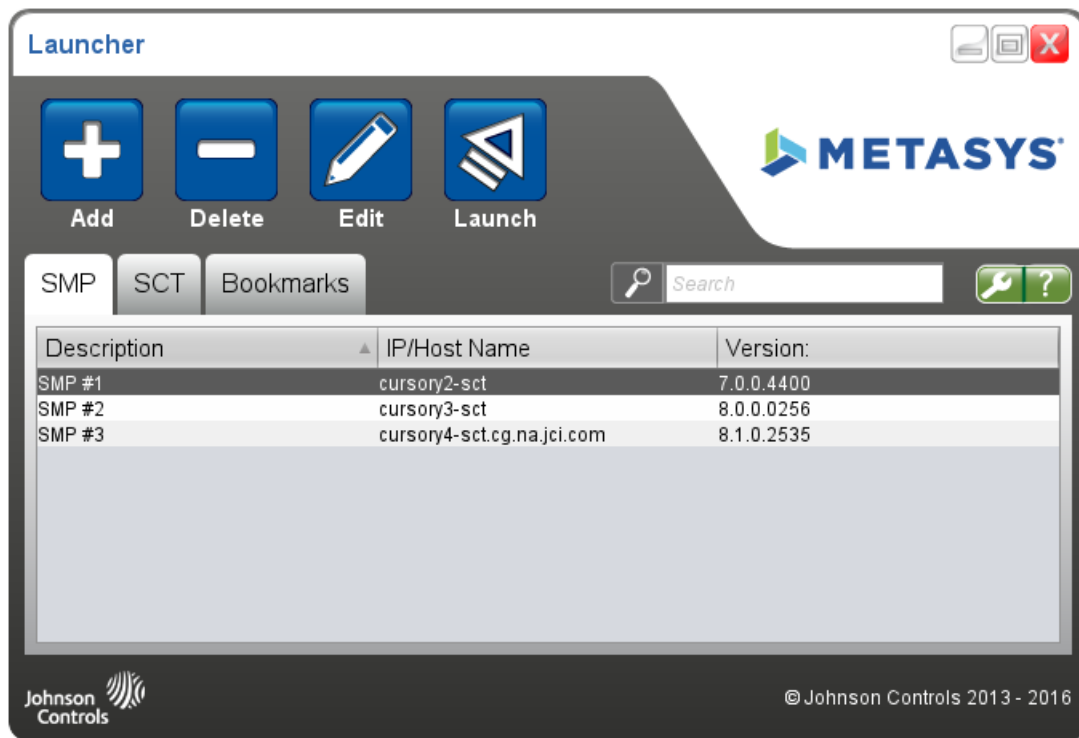 Launcher
METASYS
Add Delete Edit Launch
SMP SCT Bookmarks Search ?
Description IP/Host Name Version:
SMP #1 cursory2-sct 7.0.0.4400
SMP #2 cursory3-sct 8.0.0.0256
SMP #3 cursory4-sct.cg.na.jci.com 8.1.0.2535
Johnson
Controls
© Johnson Controls 2013 - 2016